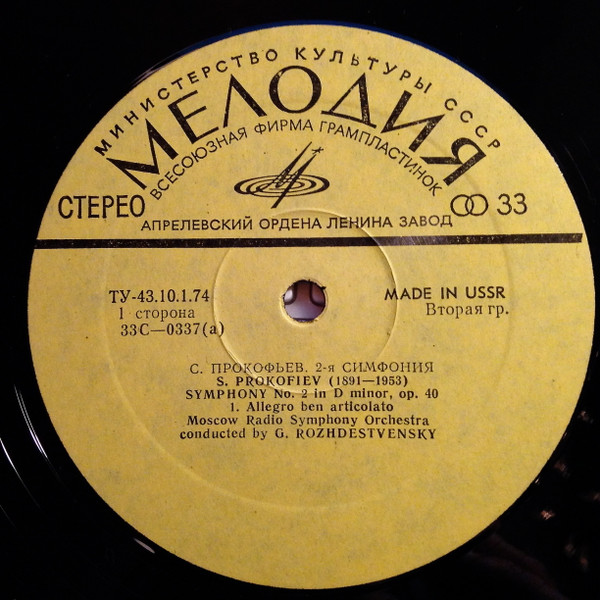 МИНИСТЕРСТВО КУЛЬТУРЫ СССР
МЕЛОДИЯ
ВСЕСОЮЗНАЯ ФИРМА ГРАМПЛАСТИНОК
СТЕРЕО
33
АПРЕЛЕВСКИЙ ОРДЕНА ЛЕНИНА ЗАВОД
ТУ-43.10.1.74
MADE IN USSR
1 сторона
Вторая гр.
33С—0337(а)
С. ПРОКОФЬЕВ. 2-я СИМФОНИЯ
S. PROKOFIEV (1891—1953)
SYMPHONY No. 2 in D minor, op. 40
1. Allegro ben articolato
Moscow Radio Symphony Orchestra
conducted by G. ROZHDESTVENSKY